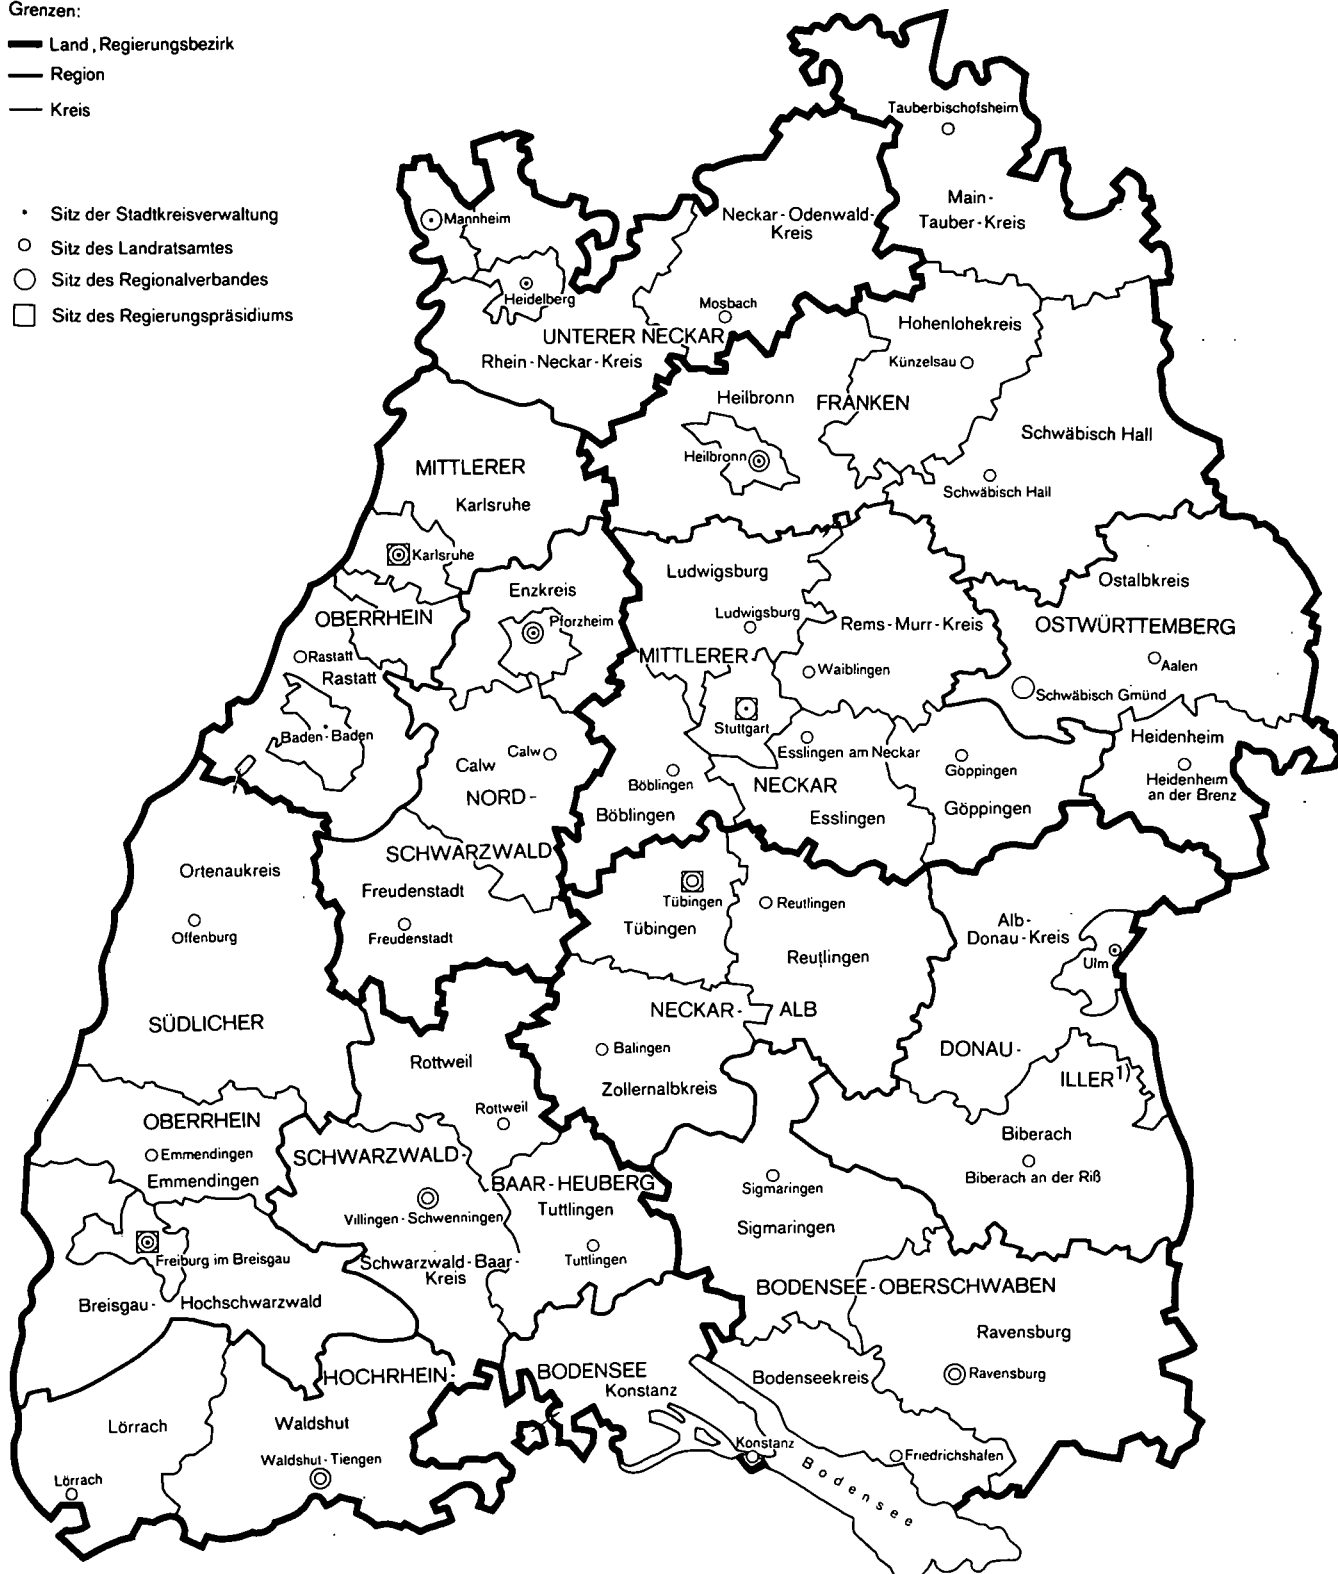 Grenzen:
Land, Regierungsbezirk
Region
Kreis
Sitz der Stadtkreisverwaltung
Sitz des Landratsamtes
Sitz des Regionalverbandes
Sitz des Regierungspräsidiums
Tauberbischofsheim
Main-
Tauber-Kreis
Mannheim
Neckar-Odenwald-
Kreis
Heidelberg
Mosbach
UNTERER NECKAR
Rhein-Neckar-Kreis
Hohenlohekreis
Künzelsau
Heilbronn
FRANKEN
Heilbronn
Schwäbisch Hall
Schwäbisch Hall
MITTLERER
Karlsruhe
Karlsruhe
Enzkreis
Pforzheim
OBERRHEIN
Rastatt
Rastatt
Baden-Baden
Ludwigsburg
Ludwigsburg
Rems-Murr-Kreis
Waiblingen
MITTLERER
Stuttgart
Esslingen am Neckar
Böblingen
Böblingen
NECKAR
Esslingen
Göppingen
Göppingen
Ostalbkreis
OSTWÜRTTEMBERG
Aalen
Schwäbisch Gmünd
Heidenheim
Heidenheim
an der Brenz
Calw
Calw
NORD-
SCHWARZWALD
Freudenstadt
Freudenstadt
Ortenaukreis
Offenburg
SÜDLICHER
Tübingen
Tübingen
Reutlingen
Reutlingen
NECKAR-
ALB
Balingen
Zollernalbkreis
Alb-
Donau-Kreis
Ulm
DONAU-
ILLER¹⁾
Biberach
Biberach an der Riß
Rottweil
Rottweil
OBERRHEIN
Emmendingen
Emmendingen
SCHWARZWALD-
Villingen-Schwenningen
BAAR-HEUBERG
Tuttlingen
Tuttlingen
Schwarzwald-Baar-
Kreis
Sigmaringen
Sigmaringen
Freiburg im Breisgau
Breisgau-
Hochschwarzwald
BODENSEE-OBERSCHWABEN
Ravensburg
Ravensburg
Bodenseekreis
Friedrichshafen
HOCHRHEIN-
BODENSEE
Konstanz
Konstanz
Bodensee
Lörrach
Lörrach
Waldshut
Waldshut-Tiengen